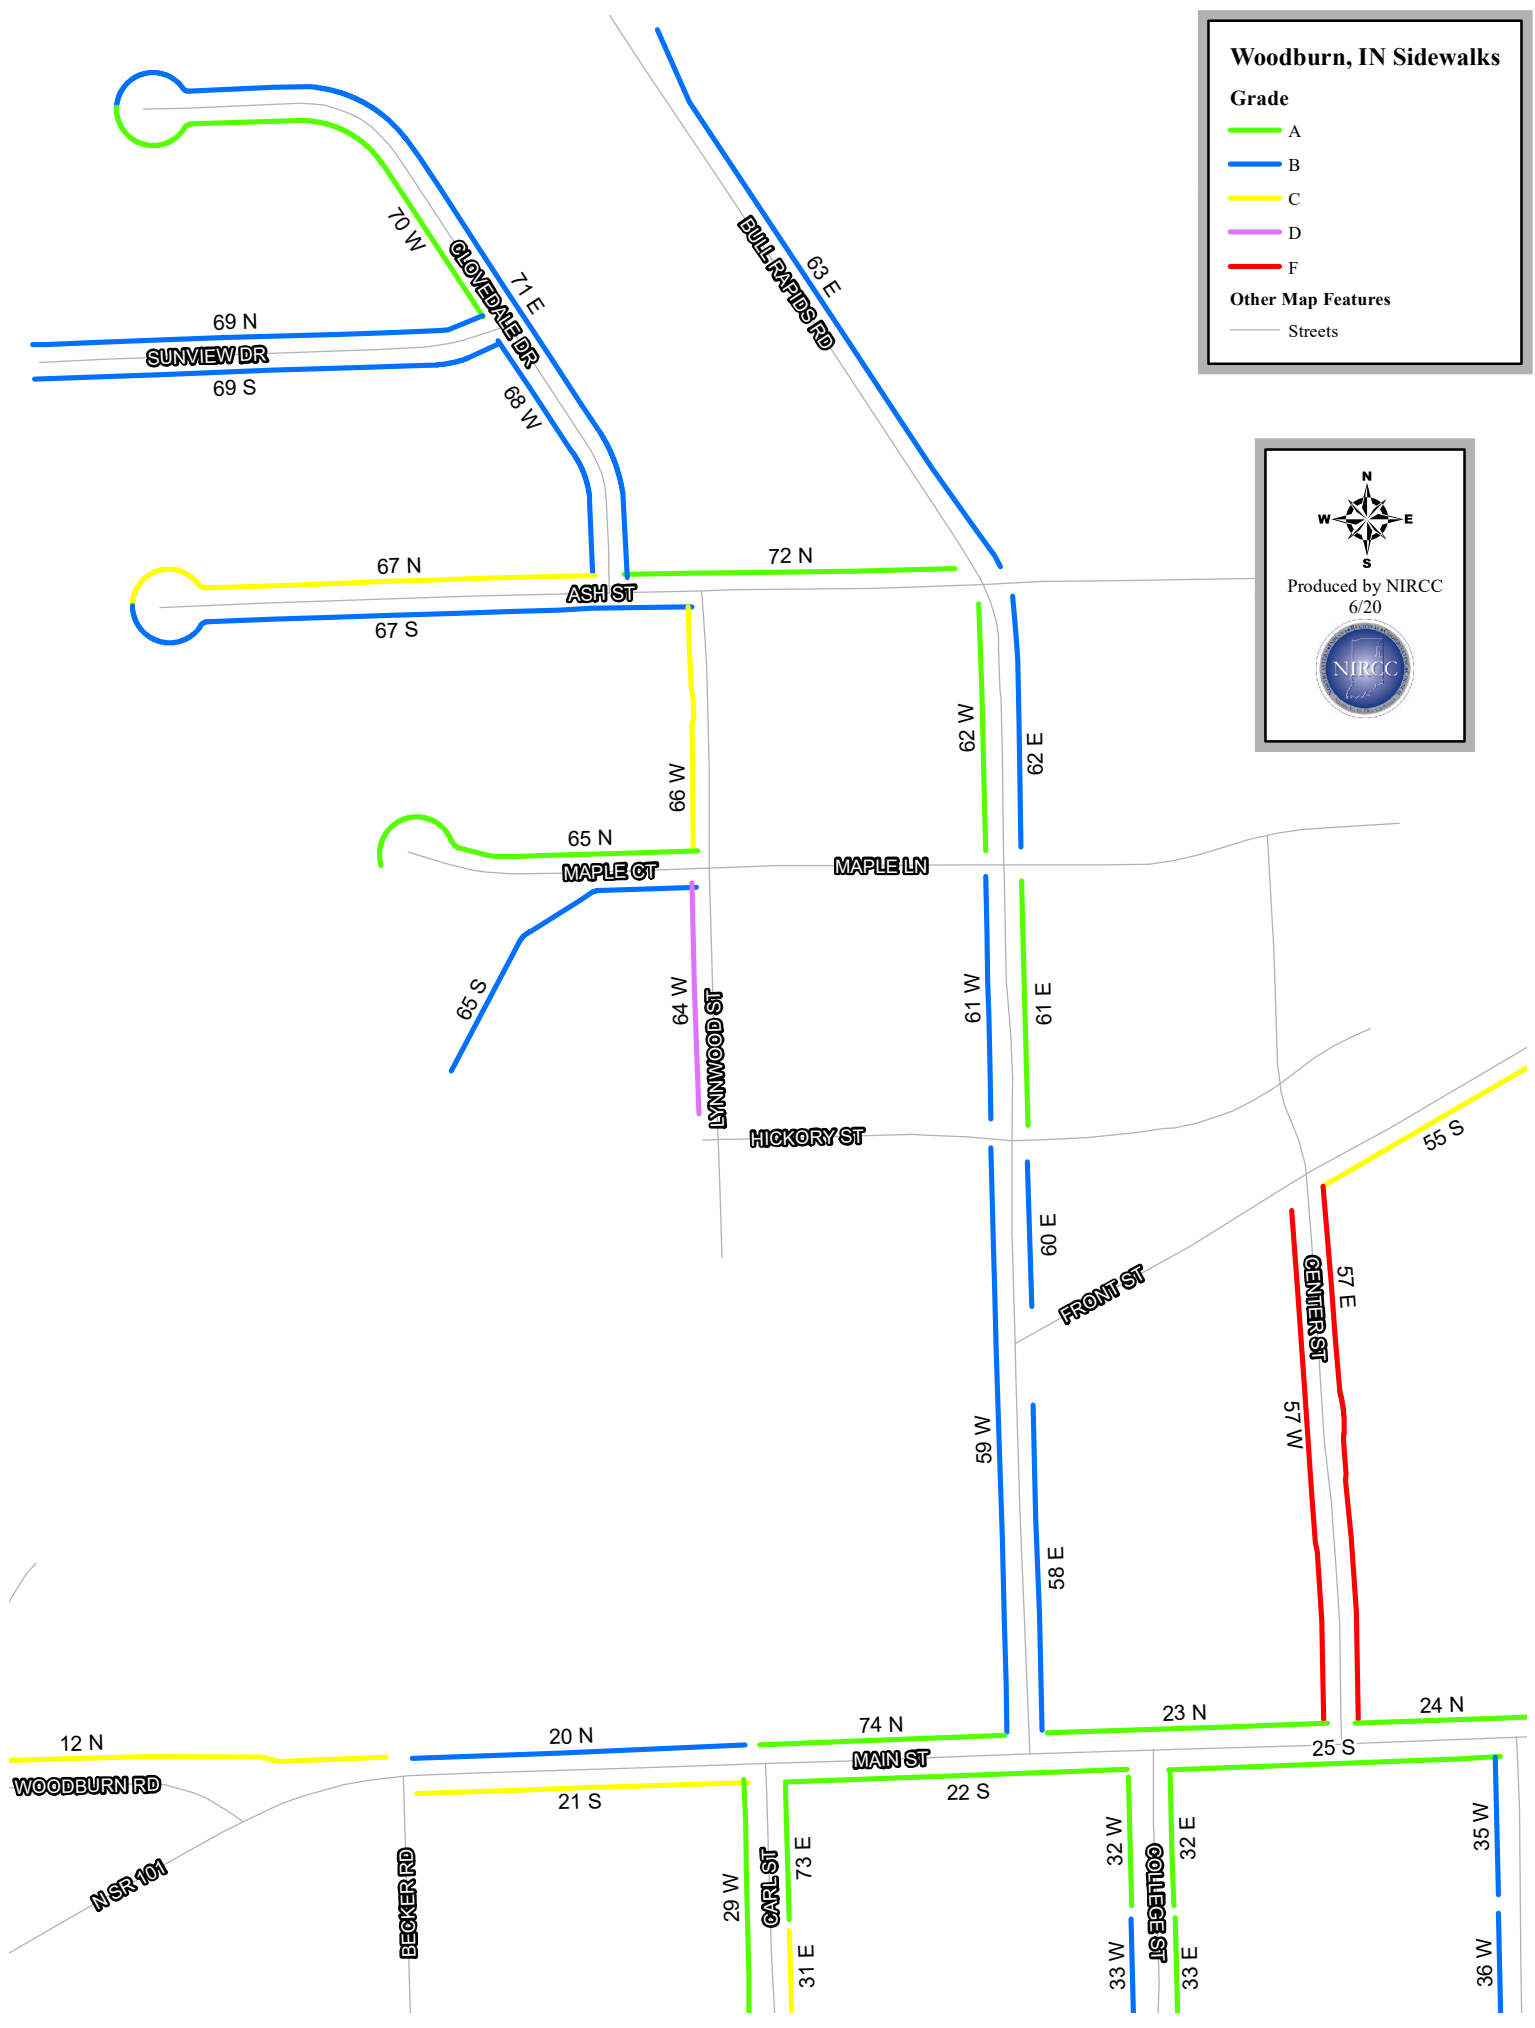 Woodburn, IN Sidewalks
Grade
A
B
C
D
F
Other Map Features
Streets
N
W E
S
Produced by NIRCC
6/20
NIRCC
70 W
CLOVEDALE DR
71 E
BULL RAPIDS RD
63 E
69 N
SUNVIEW DR
69 S
68 W
67 N
72 N
ASH ST
67 S
62 W
62 E
66 W
65 N
MAPLE CT
MAPLE LN
65 S
64 W
LYNNWOOD ST
61 W
61 E
HICKORY ST
55 S
60 E
FRONT ST
CENTER ST
57 E
59 W
57 W
58 E
12 N
20 N
74 N
23 N
24 N
WOODBURN RD
MAIN ST
25 S
21 S
22 S
N SR 101
BECKER RD
29 W
CARL ST
73 E
32 W
COLLEGE ST
32 E
35 W
31 E
33 W
33 E
36 W